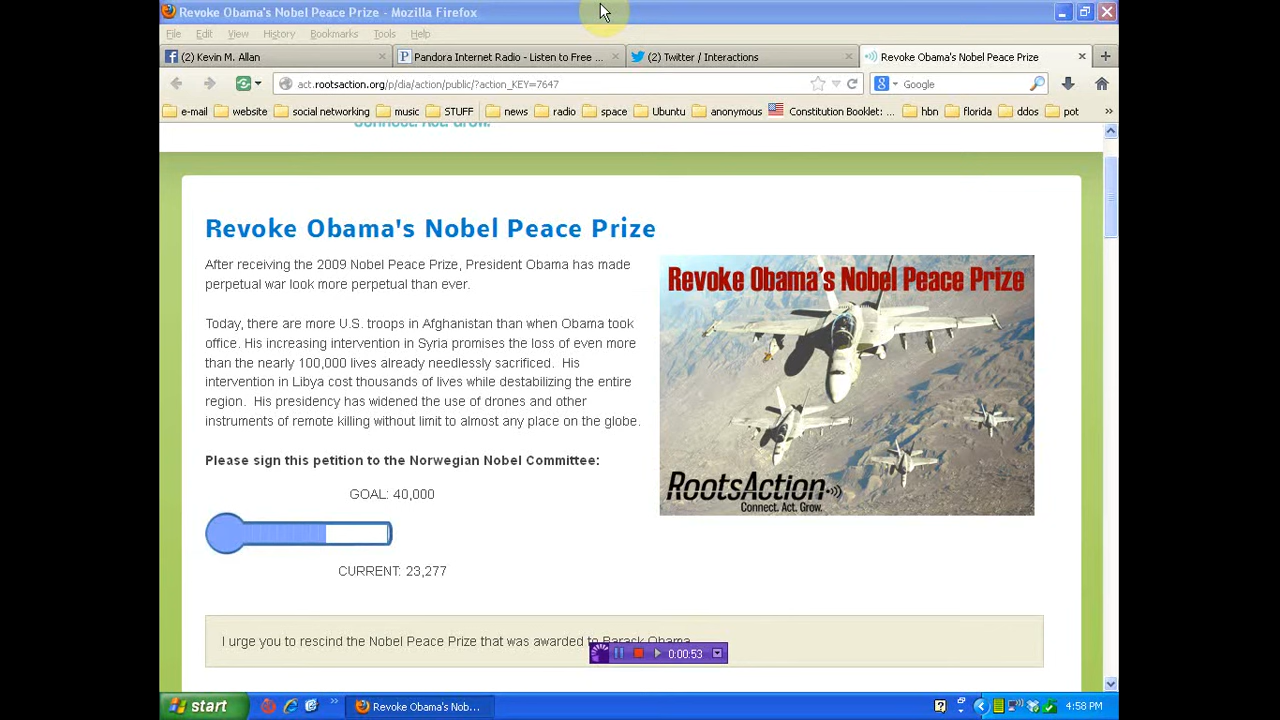 Revoke Obama's Nobel Peace Prize - Mozilla Firefox
File Edit View History Bookmarks Tools Help
(2) Kevin M. Allan
Pandora Internet Radio - Listen to Free ...
(2) Twitter / Interactions
Revoke Obama's Nobel Peace Prize
act.rootsaction.org/p/dia/action/public/?action_KEY=7647
Google
e-mail website social networking music STUFF news radio space Ubuntu anonymous Constitution Booklet: ... hbn florida ddos pot »
Connect. Act. Grow.
Revoke Obama's Nobel Peace Prize
After receiving the 2009 Nobel Peace Prize, President Obama has made
perpetual war look more perpetual than ever.
Today, there are more U.S. troops in Afghanistan than when Obama took
office. His increasing intervention in Syria promises the loss of even more
than the nearly 100,000 lives already needlessly sacrificed. His
intervention in Libya cost thousands of lives while destabilizing the entire
region. His presidency has widened the use of drones and other
instruments of remote killing without limit to almost any place on the globe.
Please sign this petition to the Norwegian Nobel Committee:
GOAL: 40,000
CURRENT: 23,277
Revoke Obama's Nobel Peace Prize
RootsAction
Connect. Act. Grow.
I urge you to rescind the Nobel Peace Prize that was awarded to Barack Obama.
0:00:53
start
Revoke Obama's Nob...
4:58 PM